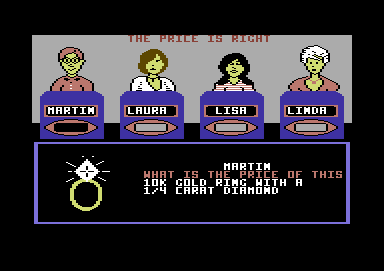 THE PRICE IS RIGHT
MARTIN LAURA LISA LINDA
MARTIN
WHAT IS THE PRICE OF THIS
10K GOLD RING WITH A
1/4 CARAT DIAMOND